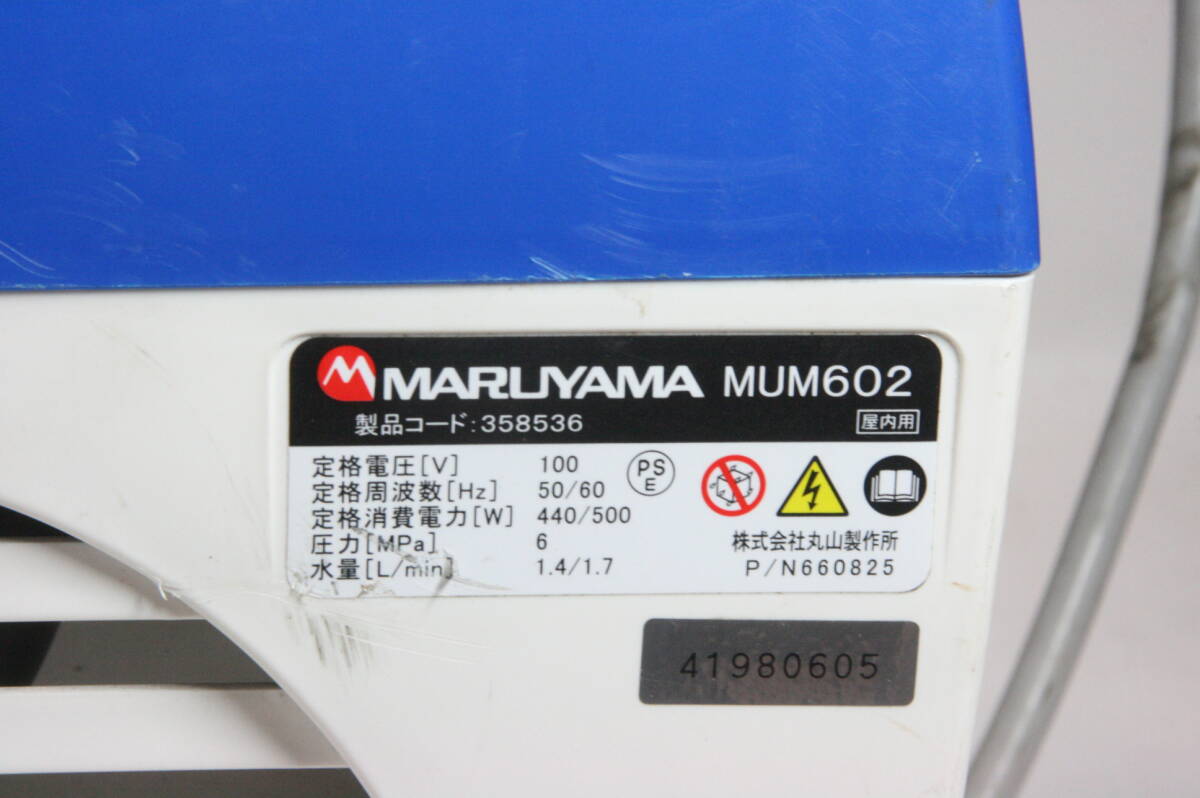 MARUYAMA MUM602
製品コード:358536 屋内用
定格電圧[V] 100
定格周波数[Hz] 50/60
定格消費電力[W] 440/500
圧力[MPa] 6
水量[L/min] 1.4/1.7
PS
E
株式会社丸山製作所
P/N660825
41980605